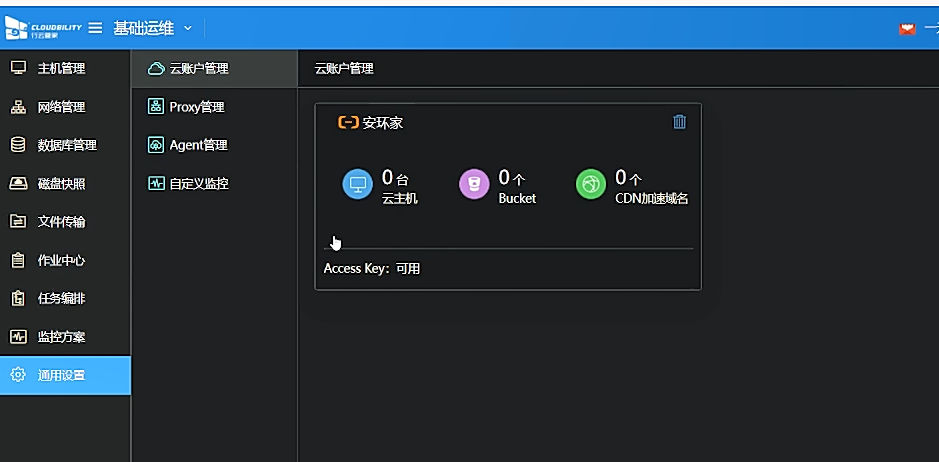 CLOUDBILITY
行云管家
基础运维
主机管理
网络管理
数据库管理
磁盘快照
文件传输
作业中心
任务编排
监控方案
通用设置
云账户管理
Proxy管理
Agent管理
自定义监控
云账户管理
安环家
0台
云主机
0个
Bucket
0个
CDN加速域名
Access Key：可用